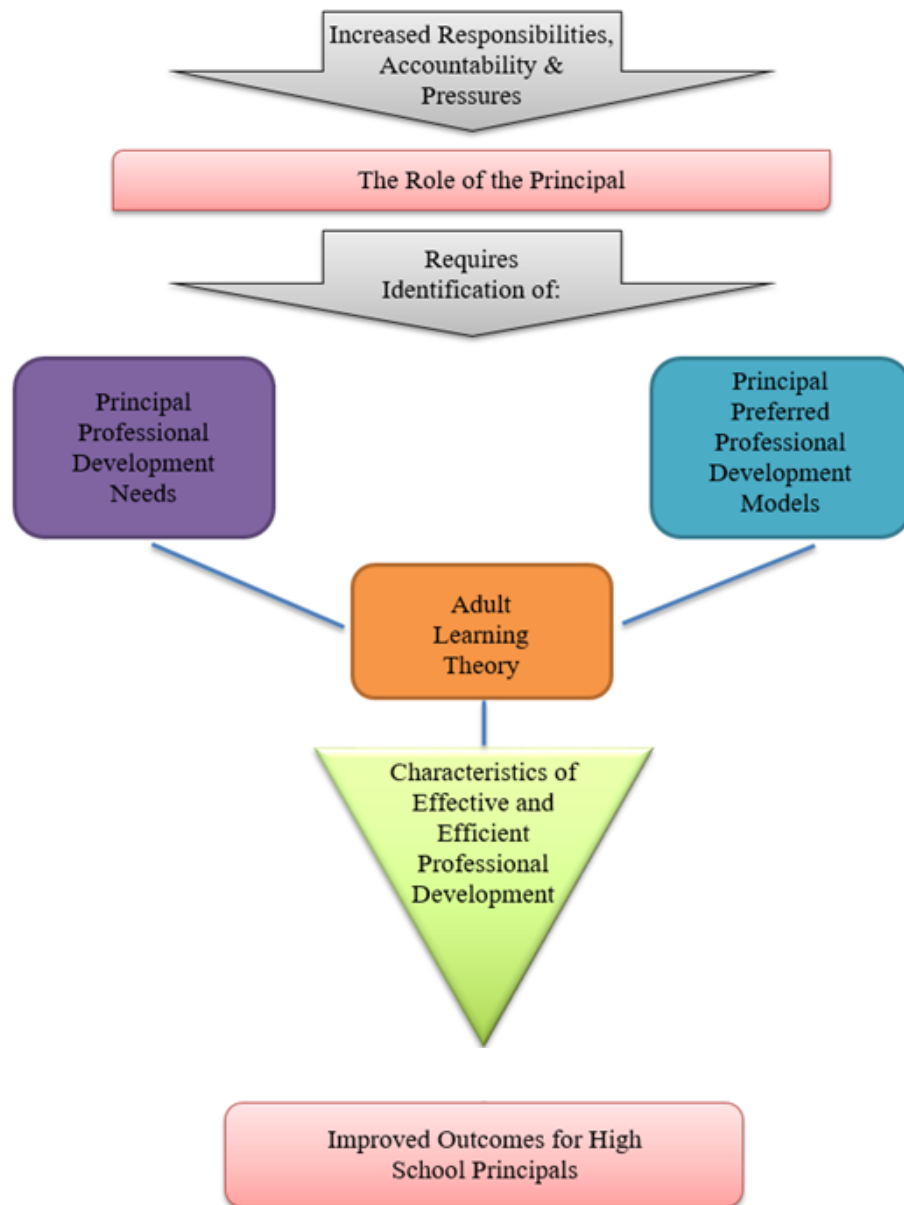 Increased Responsibilities,
Accountability &
Pressures
The Role of the Principal
Requires
Identification of:
Principal
Professional
Development
Needs
Principal
Preferred
Professional
Development
Models
Adult
Learning
Theory
Characteristics of
Effective and
Efficient
Professional
Development
Improved Outcomes for High
School Principals